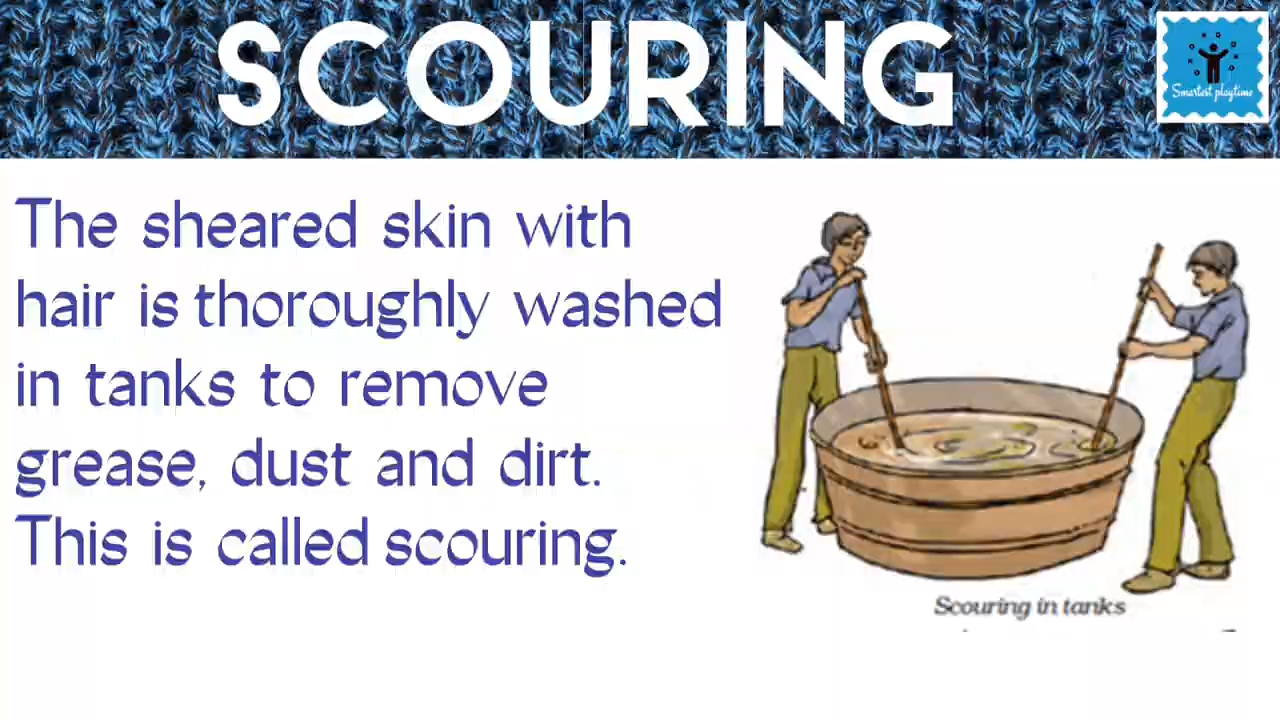 SCOURING
Smartest playtime
The sheared skin with
hair is thoroughly washed
in tanks to remove
grease, dust and dirt.
This is called scouring.
Scouring in tanks